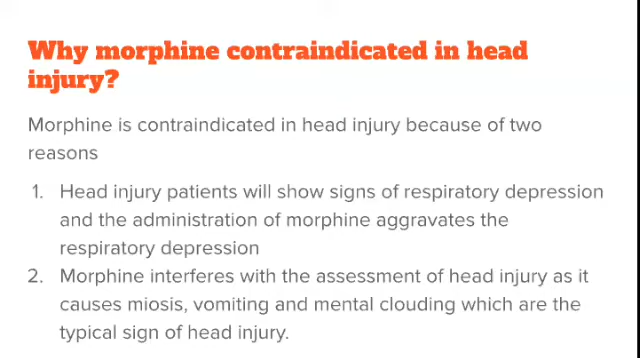 Why morphine contraindicated in head
injury?
Morphine is contraindicated in head injury because of two
reasons
1. Head injury patients will show signs of respiratory depression
and the administration of morphine aggravates the
respiratory depression
2. Morphine interferes with the assessment of head injury as it
causes miosis, vomiting and mental clouding which are the
typical sign of head injury.